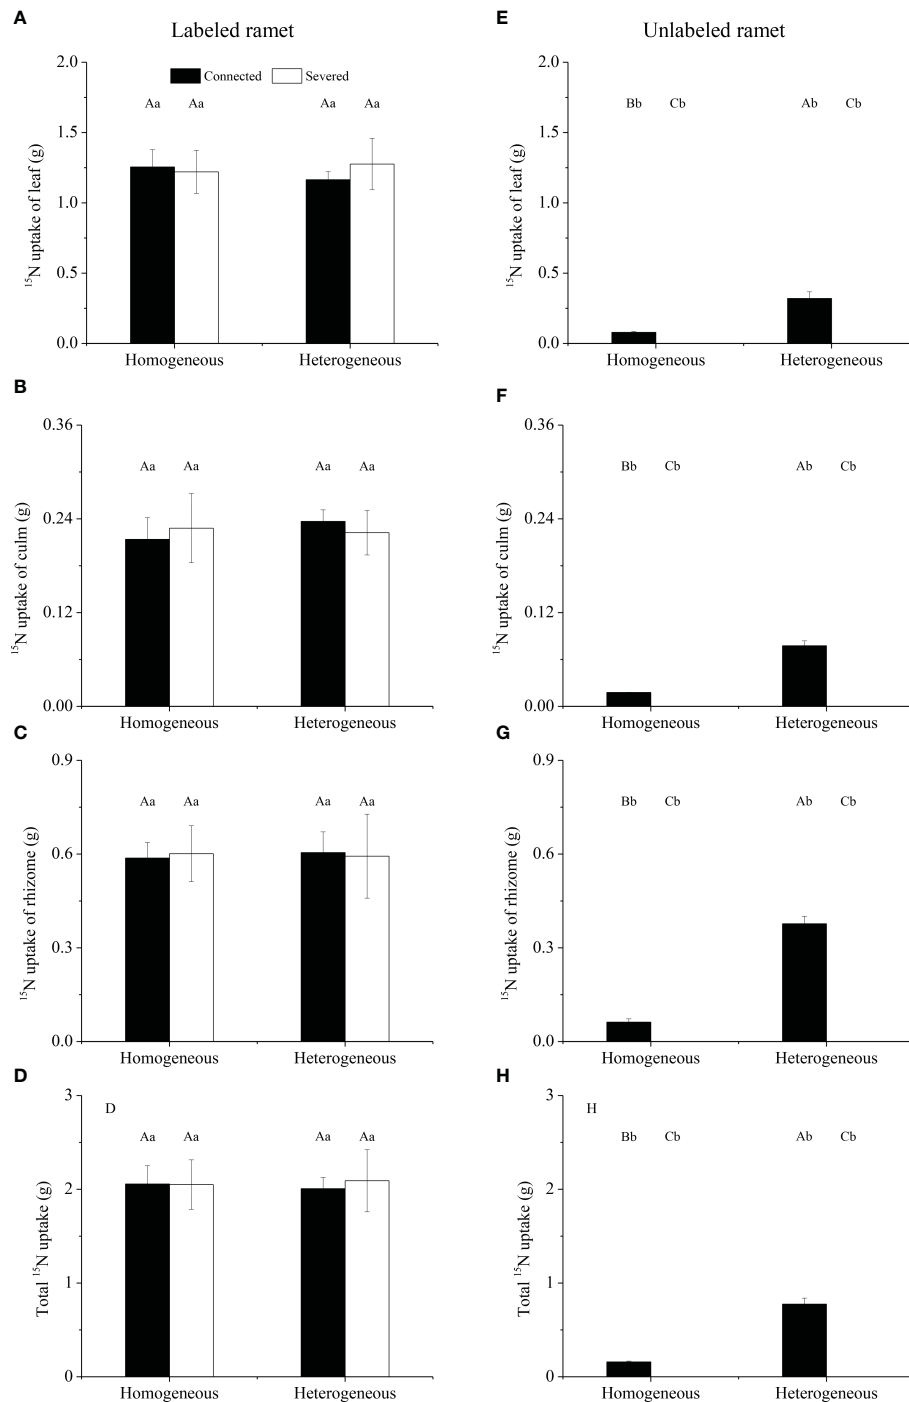 A
Labeled ramet
2.0
1.5
1.0
0.5
0.0
¹⁵N uptake of leaf (g)
Connected Severed
Aa Aa Aa Aa
Homogeneous Heterogeneous
E
Unlabeled ramet
2.0
1.5
1.0
0.5
0.0
¹⁵N uptake of leaf (g)
Bb Cb Ab Cb
Homogeneous Heterogeneous
B
0.36
0.24
0.12
0.00
¹⁵N uptake of culm (g)
Aa Aa Aa Aa
Homogeneous Heterogeneous
F
0.36
0.24
0.12
0.00
¹⁵N uptake of culm (g)
Bb Cb Ab Cb
Homogeneous Heterogeneous
C
0.9
0.6
0.3
0.0
¹⁵N uptake of rhizome (g)
Aa Aa Aa Aa
Homogeneous Heterogeneous
G
0.9
0.6
0.3
0.0
¹⁵N uptake of rhizome (g)
Bb Cb Ab Cb
Homogeneous Heterogeneous
D
3
2
1
0
Total ¹⁵N uptake (g)
D
Aa Aa Aa Aa
Homogeneous Heterogeneous
H
3
2
1
0
Total ¹⁵N uptake (g)
H
Bb Cb Ab Cb
Homogeneous Heterogeneous